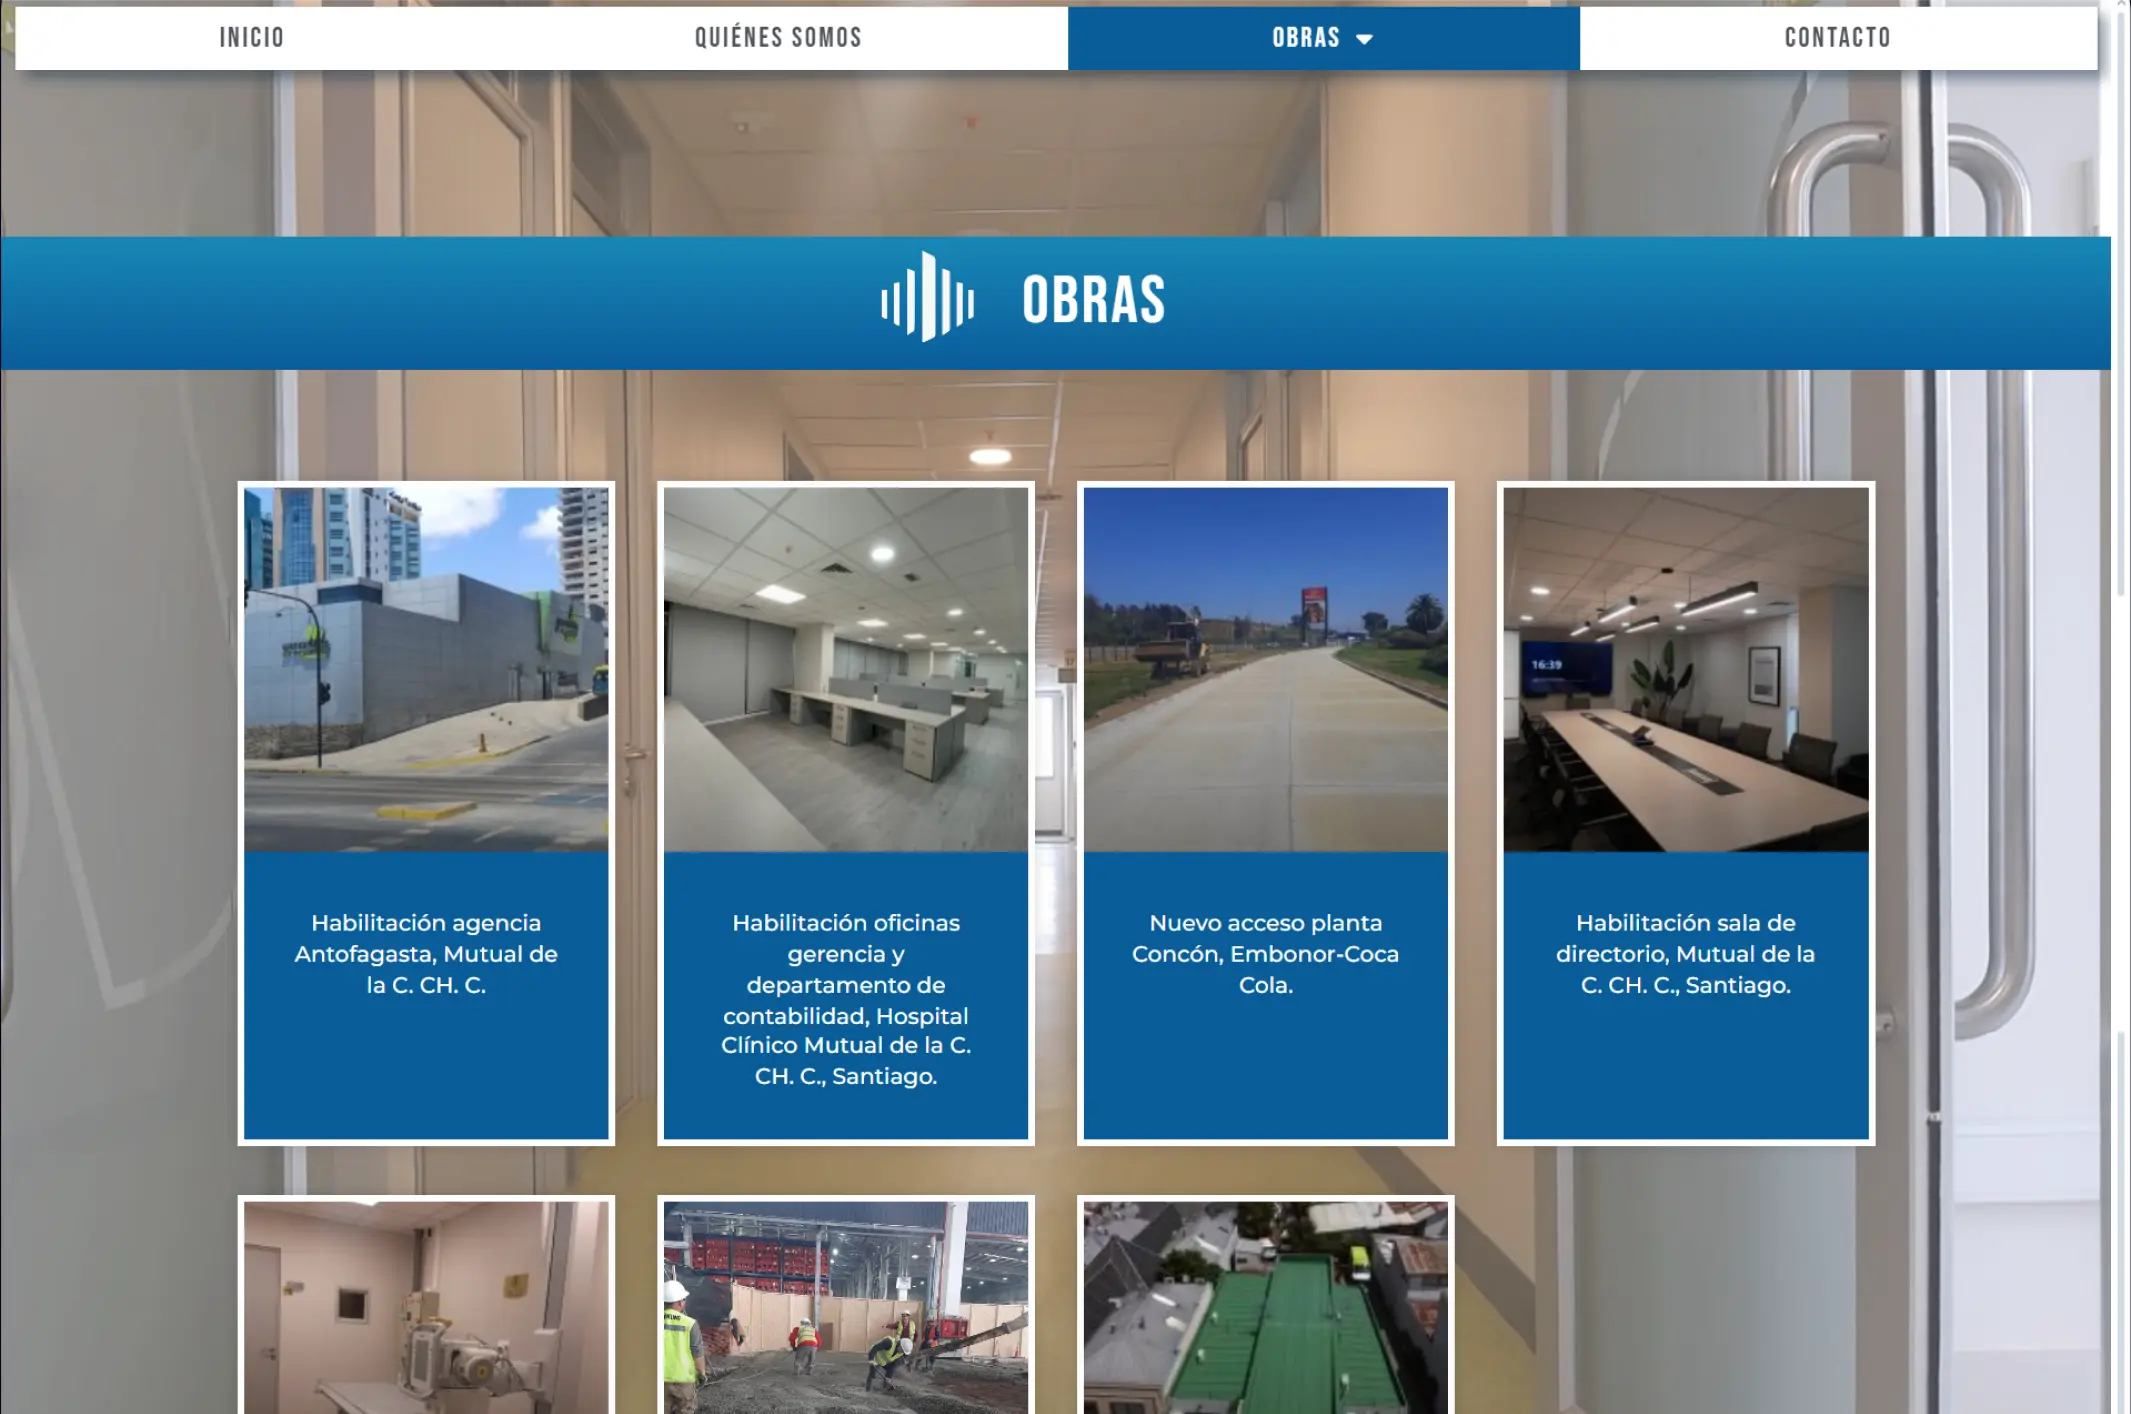 INICIO
QUIÉNES SOMOS
OBRAS
CONTACTO
OBRAS
16:39
Habilitación agencia
Antofagasta, Mutual de
la C. CH. C.
Habilitación oficinas
gerencia y
departamento de
contabilidad, Hospital
Clínico Mutual de la C.
CH. C., Santiago.
Nuevo acceso planta
Concón, Embonor-Coca
Cola.
Habilitación sala de
directorio, Mutual de la
C. CH. C., Santiago.